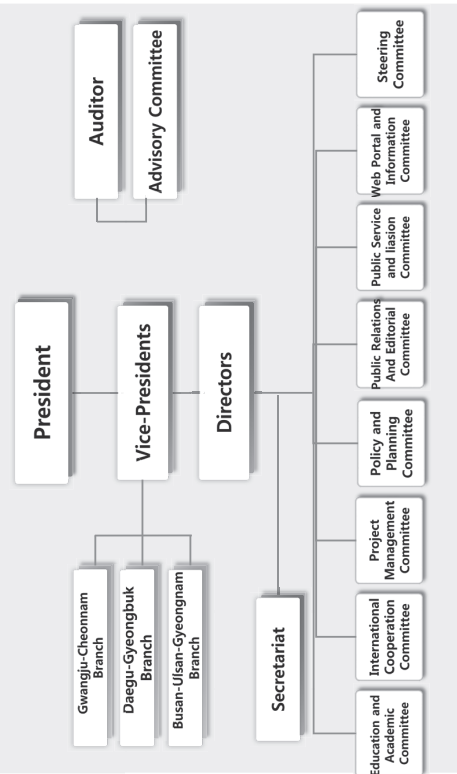 President
Gwangju-Cheonnam
Branch
Daegu-Gyeongbuk
Branch
Busan-Ulsan-Gyeongnam
Branch
Vice-Presidents
Auditor
Advisory Committee
Directors
Secretariat
Education and
Academic
Committee
International
Cooperation
Committee
Project
Management
Committee
Policy and
Planning
Committee
Public Relations
And Editorial
Committee
Public Service
and liasion
Committee
Web Portal and
Information
Committee
Steering
Committee